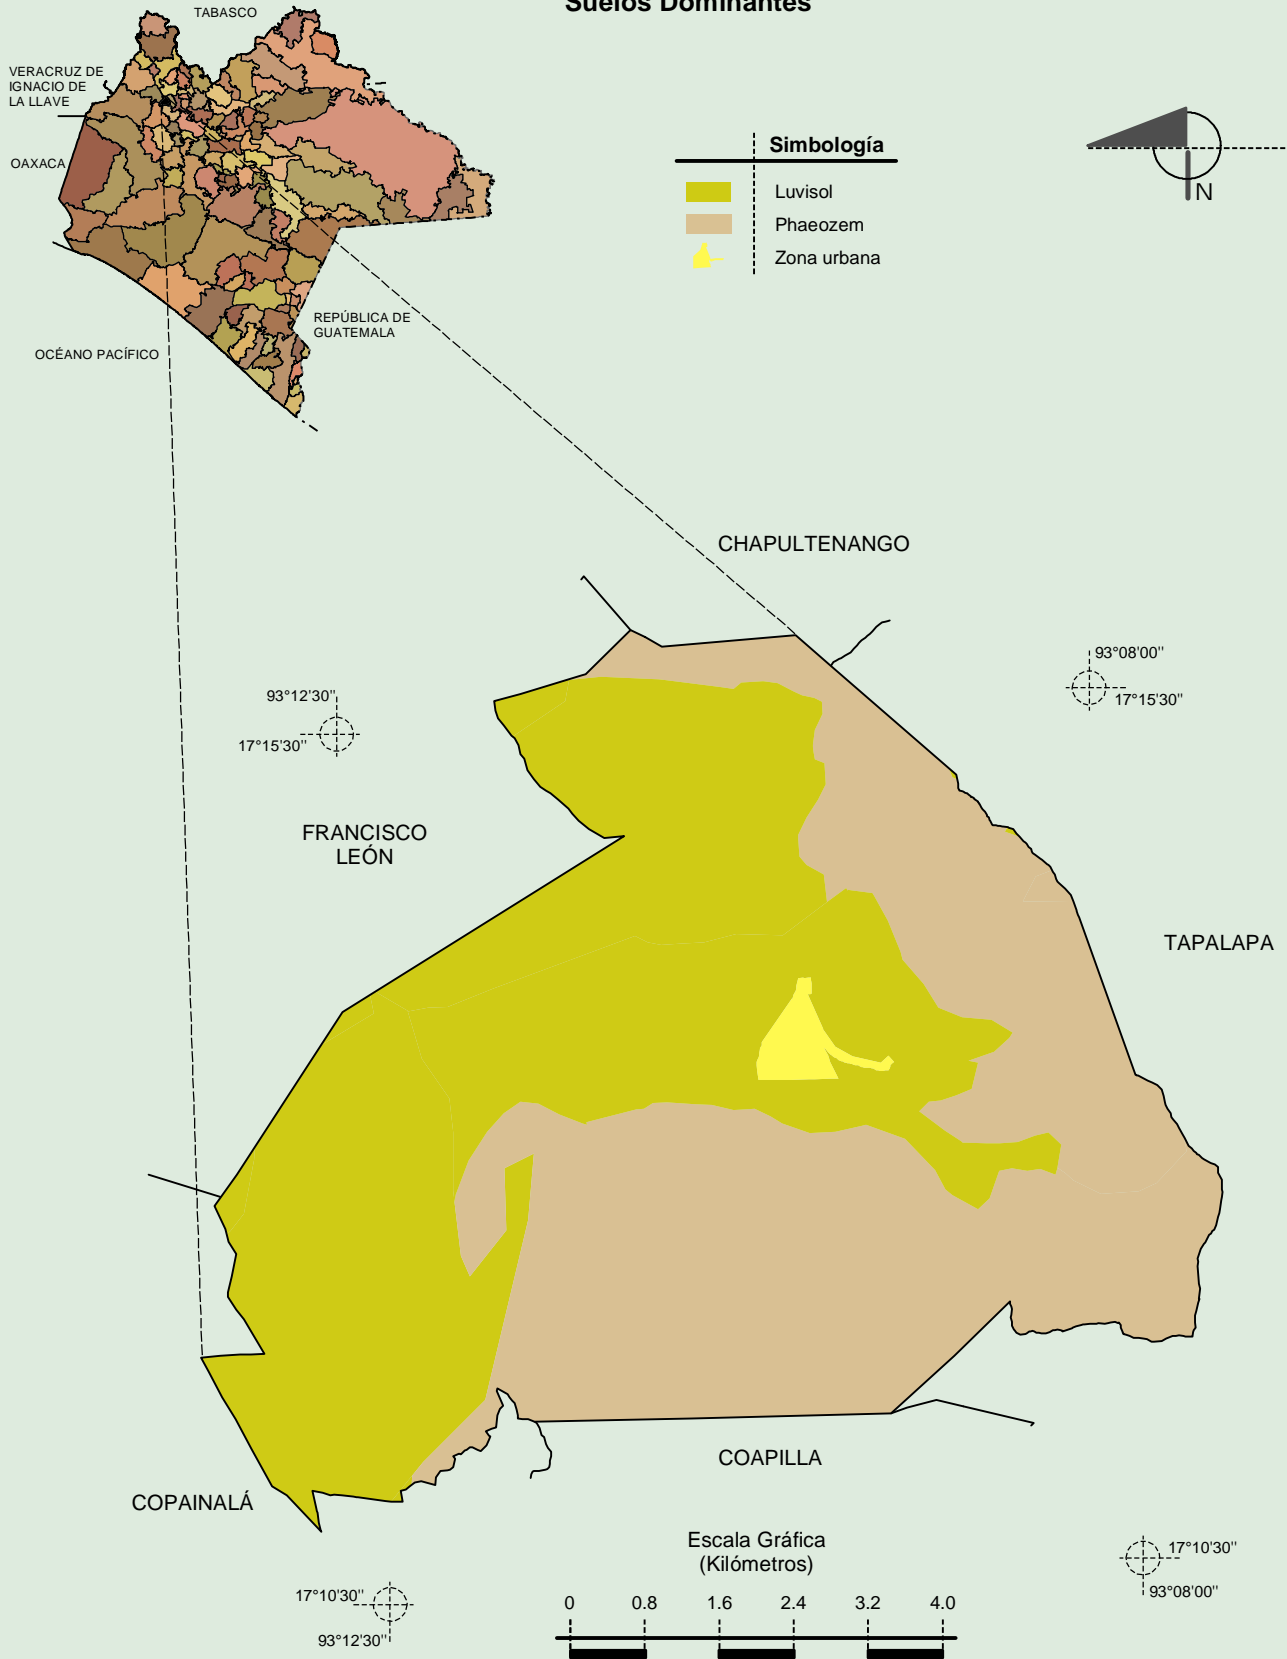 Suelos Dominantes
TABASCO
VERACRUZ DE
IGNACIO DE
LA LLAVE
OAXACA
REPÚBLICA DE
GUATEMALA
OCÉANO PACÍFICO
Simbología
Luvisol
Phaeozem
Zona urbana
N
CHAPULTENANGO
93°12'30''
17°15'30''
93°08'00''
17°15'30''
FRANCISCO
LEÓN
TAPALAPA
COAPILLA
COPAINALÁ
Escala Gráfica
(Kilómetros)
0 0.8 1.6 2.4 3.2 4.0
17°10'30''
93°12'30''
17°10'30''
93°08'00''